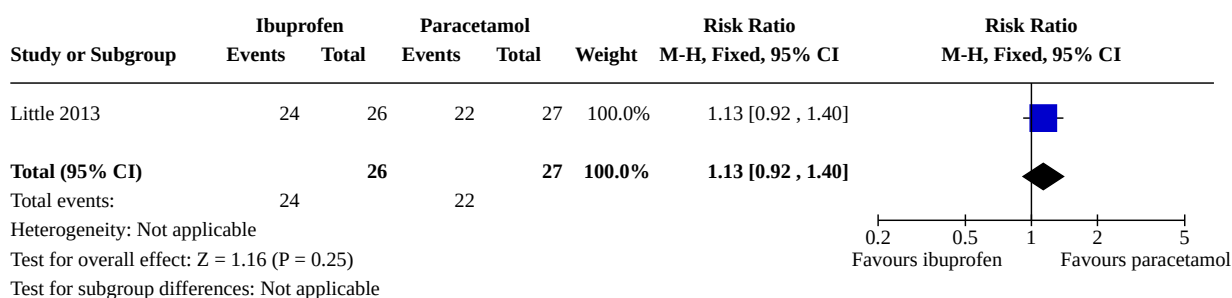 Ibuprofen Paracetamol Risk Ratio Risk Ratio
Study or Subgroup Events Total Events Total Weight M-H, Fixed, 95% CI M-H, Fixed, 95% CI
Little 2013 24 26 22 27 100.0% 1.13 [0.92 , 1.40]
Total (95% CI) 26 27 100.0% 1.13 [0.92 , 1.40]
Total events: 24 22
Heterogeneity: Not applicable
0.2 0.5 1 2 5
Test for overall effect: Z = 1.16 (P = 0.25) Favours ibuprofen Favours paracetamol
Test for subgroup differences: Not applicable